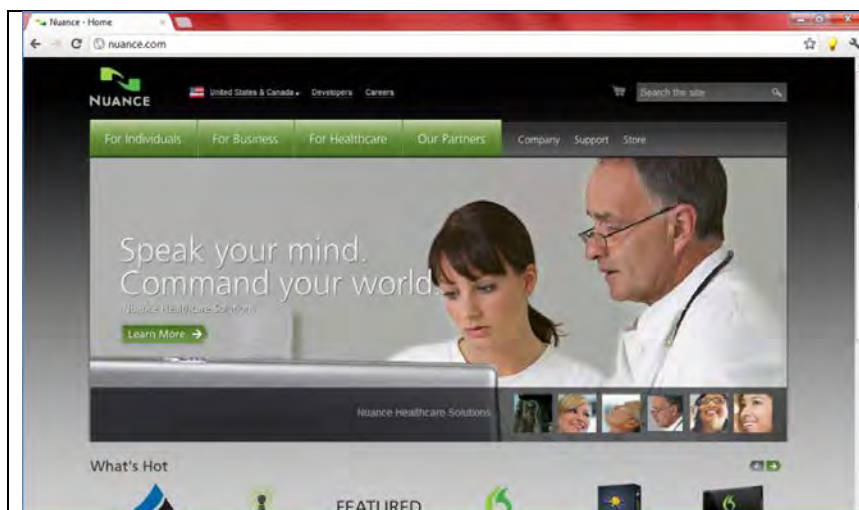 Nuance - Home
nuance.com
NUANCE
United States & Canada
Developers
Careers
Search the site
For Individuals
For Business
For Healthcare
Our Partners
Company
Support
Store
Speak your mind.
Command your world.
Nuance Healthcare Solutions
Learn More
Nuance Healthcare Solutions
What's Hot
FEATURED